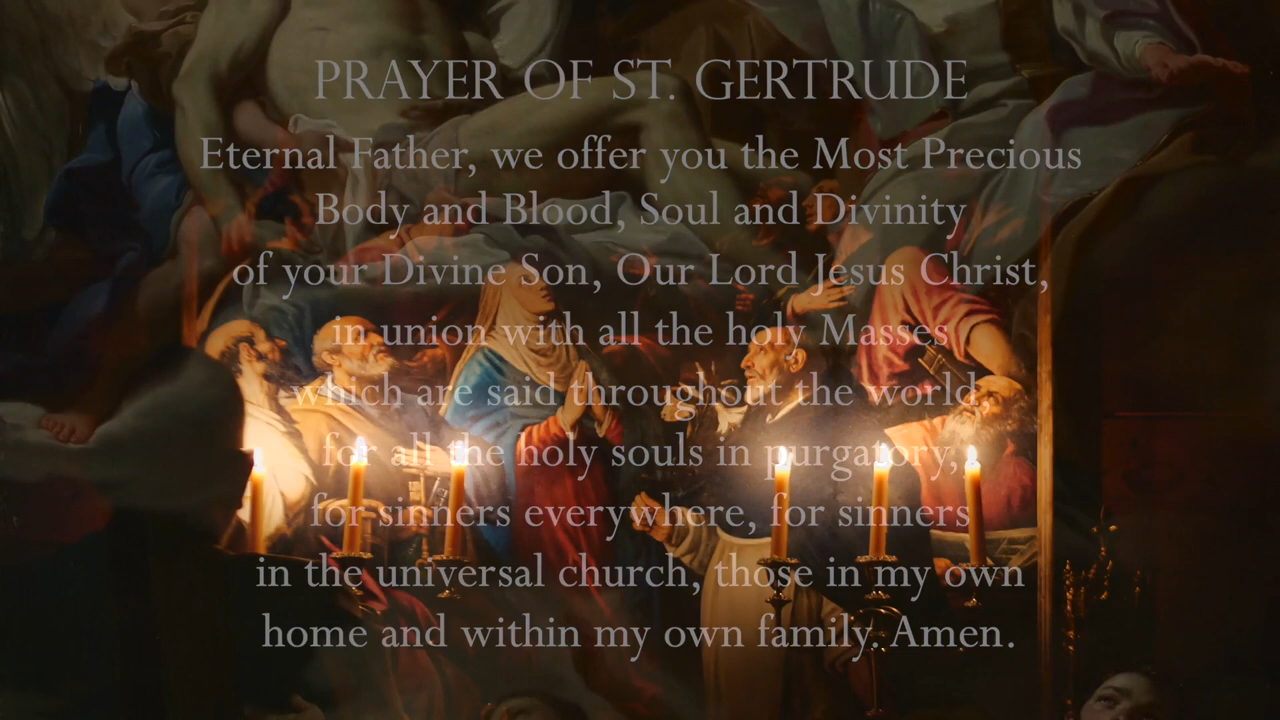 PRAYER OF ST. GERTRUDE
Eternal Father, we offer you the Most Precious
Body and Blood, Soul and Divinity
of your Divine Son, Our Lord Jesus Christ,
in union with all the holy Masses
which are said throughout the world,
for all the holy souls in purgatory,
for sinners everywhere, for sinners
in the universal church, those in my own
home and within my own family. Amen.